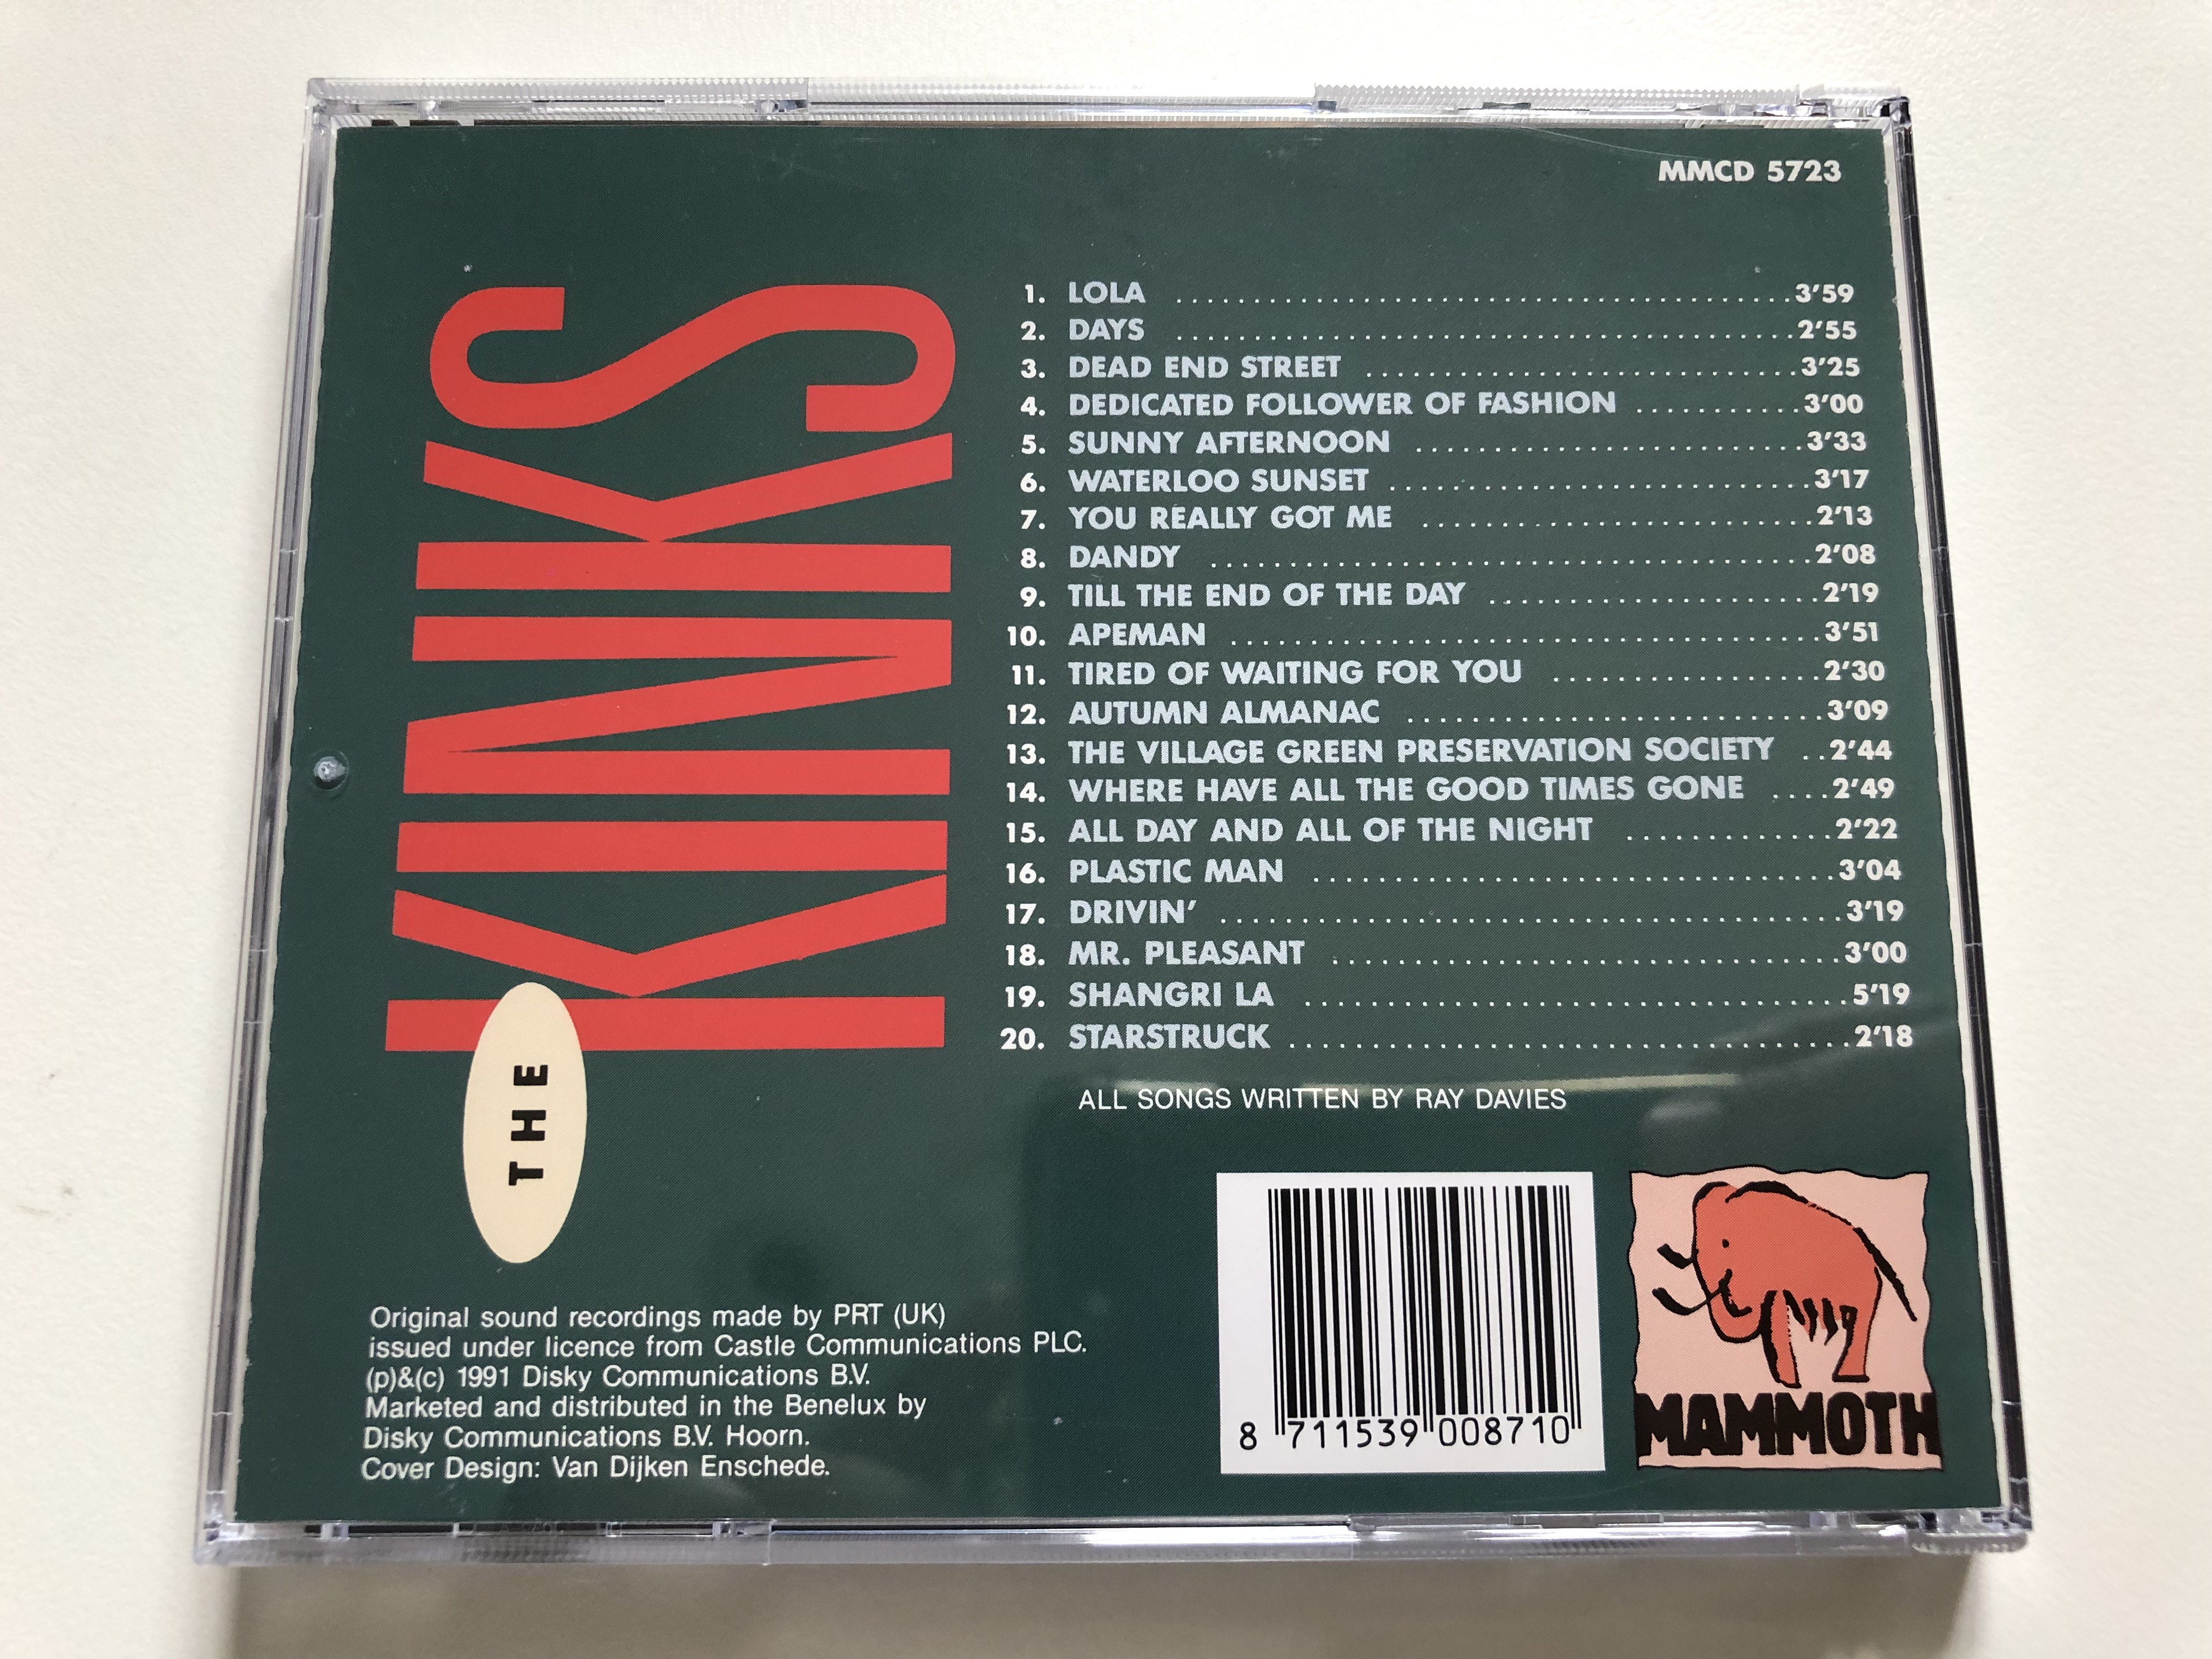 MMCD 5723
THE KINKS
1. LOLA ........................................ 3'59
2. DAYS ........................................ 2'55
3. DEAD END STREET ............................ 3'25
4. DEDICATED FOLLOWER OF FASHION ........... 3'00
5. SUNNY AFTERNOON .......................... 3'33
6. WATERLOO SUNSET ........................... 3'17
7. YOU REALLY GOT ME .......................... 2'13
8. DANDY ....................................... 2'08
9. TILL THE END OF THE DAY ..................... 2'19
10. APEMAN ...................................... 3'51
11. TIRED OF WAITING FOR YOU .................. 2'30
12. AUTUMN ALMANAC ........................... 3'09
13. THE VILLAGE GREEN PRESERVATION SOCIETY .. 2'44
14. WHERE HAVE ALL THE GOOD TIMES GONE .... 2'49
15. ALL DAY AND ALL OF THE NIGHT ............. 2'22
16. PLASTIC MAN ................................. 3'04
17. DRIVIN' ....................................... 3'19
18. MR. PLEASANT ................................ 3'00
19. SHANGRI LA .................................. 5'19
20. STARSTRUCK ................................... 2'18
ALL SONGS WRITTEN BY RAY DAVIES
Original sound recordings made by PRT (UK)
issued under licence from Castle Communications PLC.
(p)&(c) 1991 Disky Communications B.V.
Marketed and distributed in the Benelux by
Disky Communications B.V. Hoorn.
Cover Design: Van Dijken Enschede.
8 711539 008710
MAMMOTH